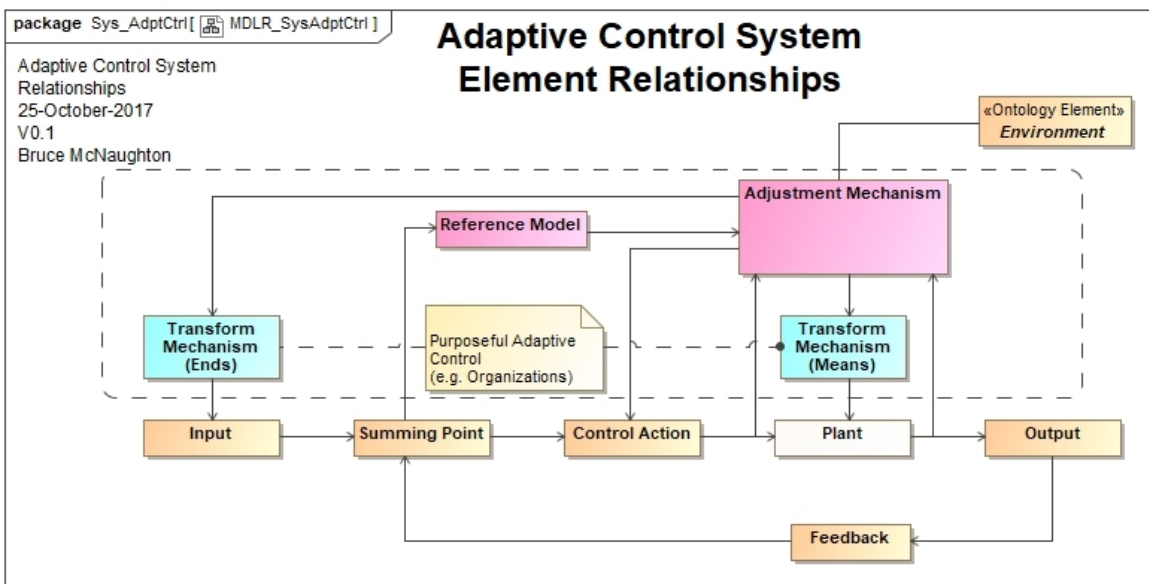 package Sys_AdptCtrl[ MDLR_SysAdptCtrl ]
Adaptive Control System
Element Relationships
Adaptive Control System
Relationships
25-October-2017
V0.1
Bruce McNaughton
«Ontology Element»
Environment
Adjustment Mechanism
Reference Model
Transform
Mechanism
(Ends)
Purposeful Adaptive
Control
(e.g. Organizations)
Transform
Mechanism
(Means)
Input
Summing Point
Control Action
Plant
Output
Feedback